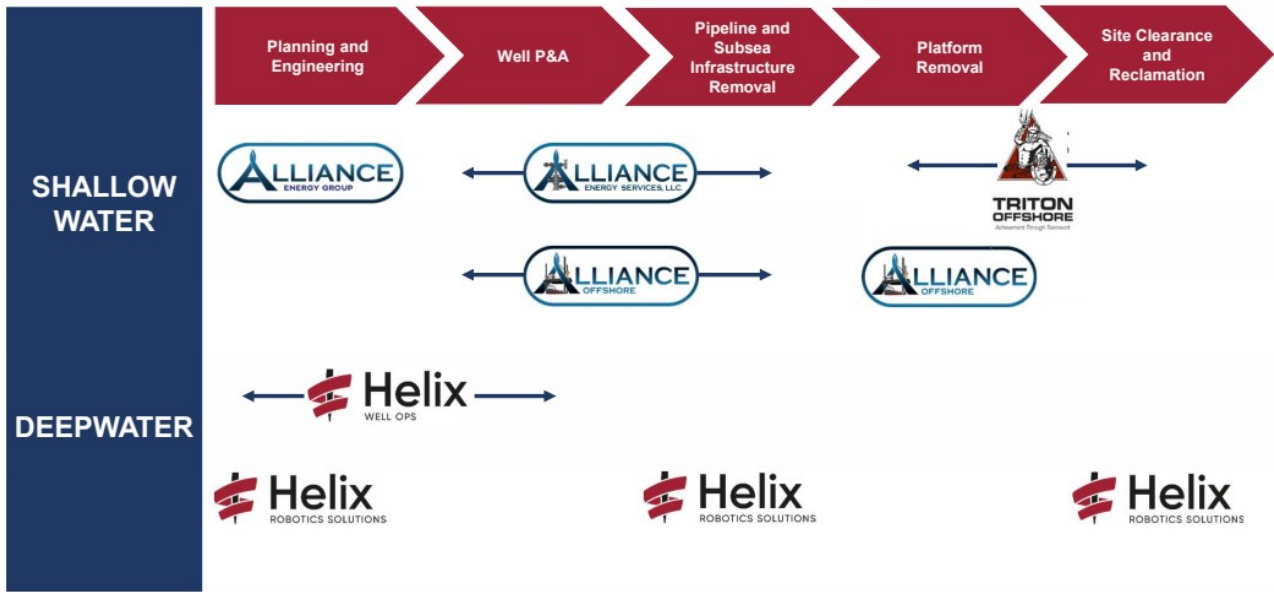 Planning and
Engineering
Well P&A
Pipeline and
Subsea
Infrastructure
Removal
Platform
Removal
Site Clearance
and
Reclamation
SHALLOW
WATER
ALLIANCE
ENERGY GROUP
ALLIANCE
ENERGY SERVICES, LLC.
TRITON
OFFSHORE
Achievement Through Teamwork
ALLIANCE
OFFSHORE
ALLIANCE
OFFSHORE
DEEPWATER
Helix
WELL OPS
Helix
ROBOTICS SOLUTIONS
Helix
ROBOTICS SOLUTIONS
Helix
ROBOTICS SOLUTIONS